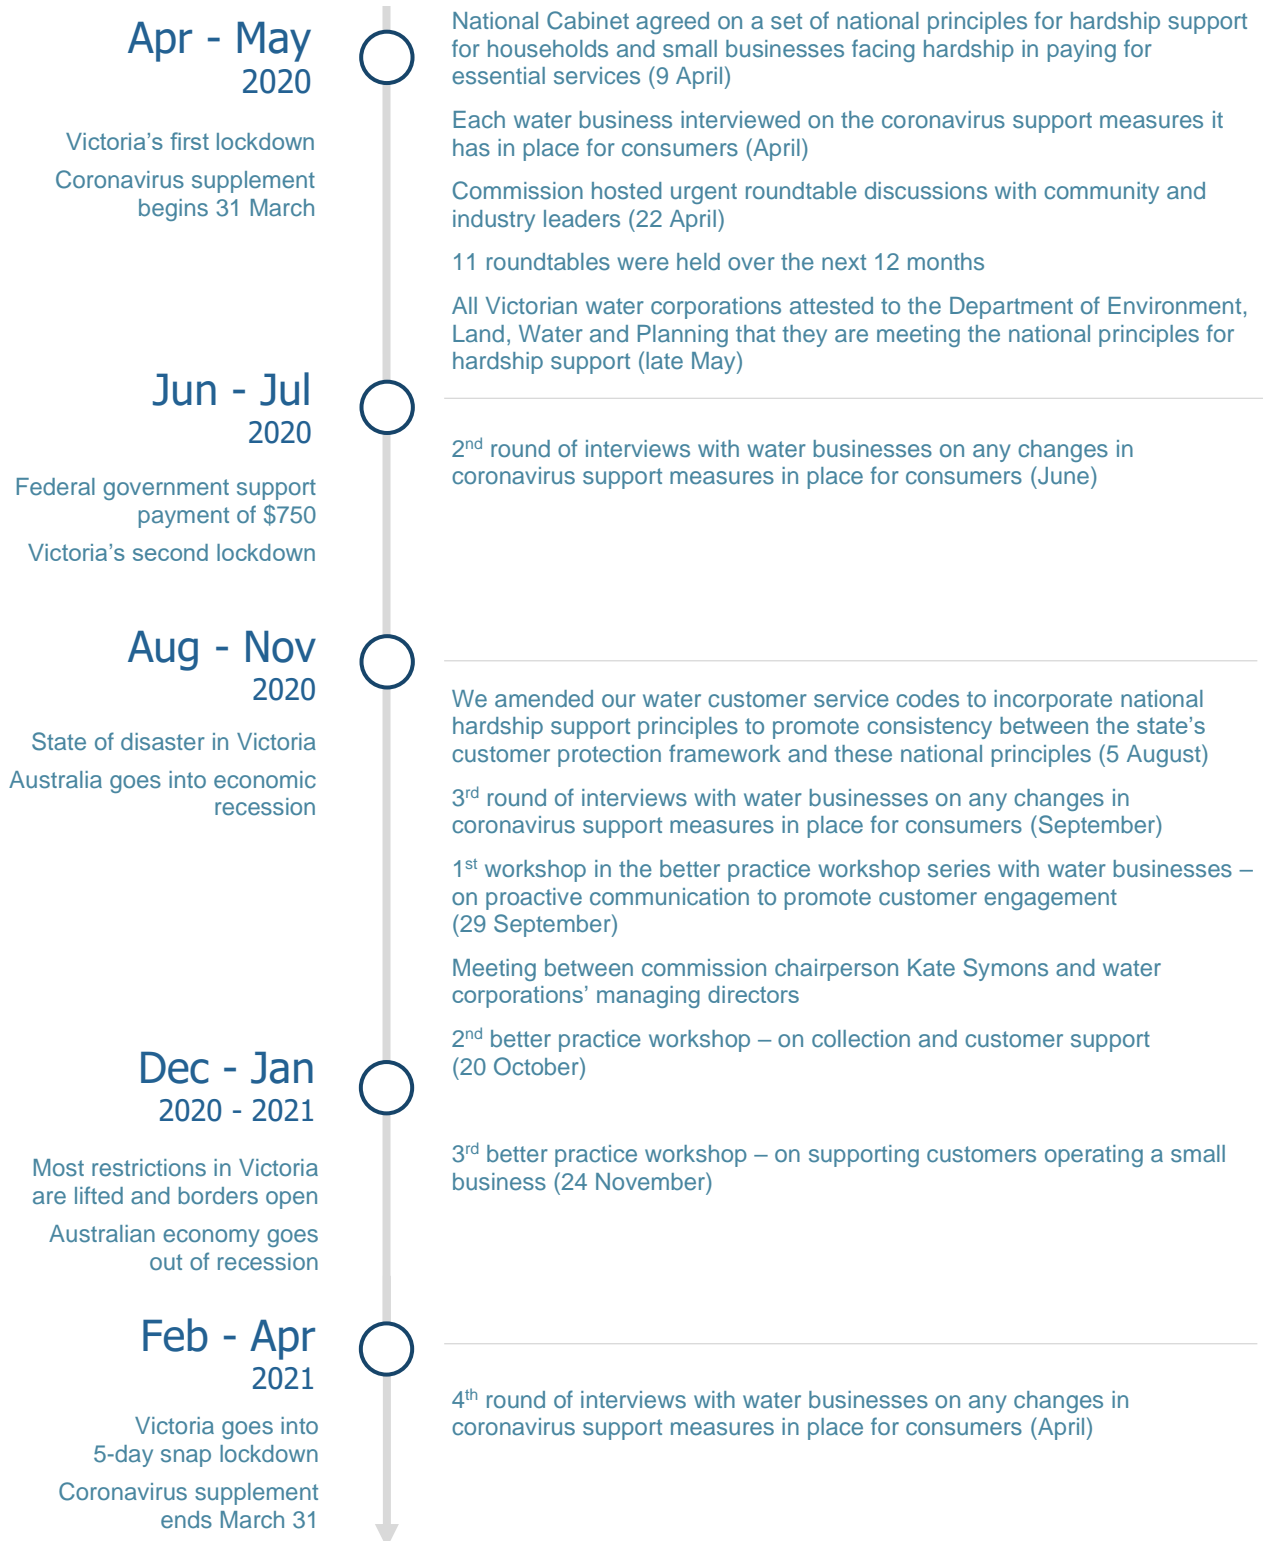 Apr - May
2020
Victoria’s first lockdown
Coronavirus supplement
begins 31 March
National Cabinet agreed on a set of national principles for hardship support
for households and small businesses facing hardship in paying for
essential services (9 April)
Each water business interviewed on the coronavirus support measures it
has in place for consumers (April)
Commission hosted urgent roundtable discussions with community and
industry leaders (22 April)
11 roundtables were held over the next 12 months
All Victorian water corporations attested to the Department of Environment,
Land, Water and Planning that they are meeting the national principles for
hardship support (late May)
Jun - Jul
2020
Federal government support
payment of $750
Victoria’s second lockdown
2nd round of interviews with water businesses on any changes in
coronavirus support measures in place for consumers (June)
Aug - Nov
2020
State of disaster in Victoria
Australia goes into economic
recession
We amended our water customer service codes to incorporate national
hardship support principles to promote consistency between the state’s
customer protection framework and these national principles (5 August)
3rd round of interviews with water businesses on any changes in
coronavirus support measures in place for consumers (September)
1st workshop in the better practice workshop series with water businesses –
on proactive communication to promote customer engagement
(29 September)
Meeting between commission chairperson Kate Symons and water
corporations’ managing directors
2nd better practice workshop – on collection and customer support
(20 October)
Dec - Jan
2020 - 2021
Most restrictions in Victoria
are lifted and borders open
Australian economy goes
out of recession
3rd better practice workshop – on supporting customers operating a small
business (24 November)
Feb - Apr
2021
Victoria goes into
5-day snap lockdown
Coronavirus supplement
ends March 31
4th round of interviews with water businesses on any changes in
coronavirus support measures in place for consumers (April)